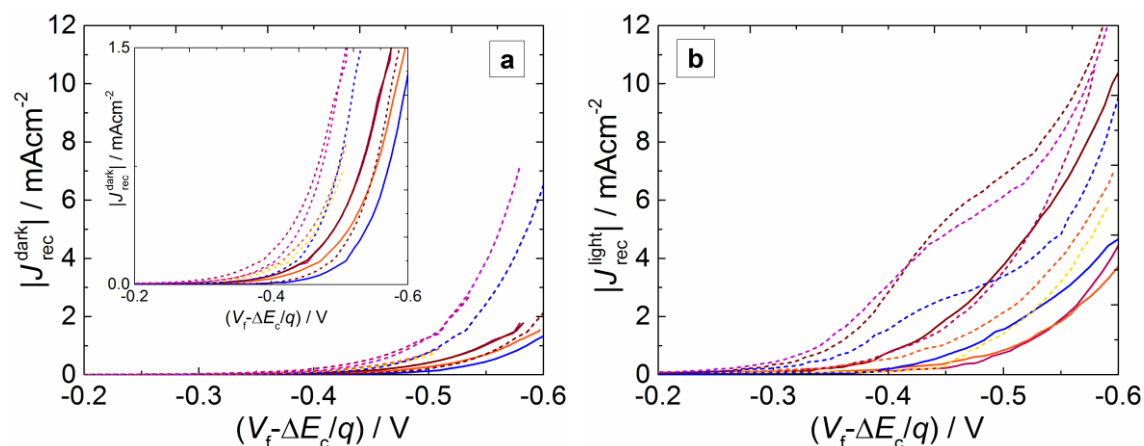 12
10
8
6
4
2
0
|J_rec^dark| / mAcm⁻²
a
1.5
|J_rec^dark| / mAcm⁻²
0.0
-0.2 -0.4 -0.6
(V_f-ΔE_c/q) / V
-0.2 -0.3 -0.4 -0.5 -0.6
(V_f-ΔE_c/q) / V
12
10
8
6
4
2
0
|J_rec^light| / mAcm⁻²
b
-0.2 -0.3 -0.4 -0.5 -0.6
(V_f-ΔE_c/q) / V